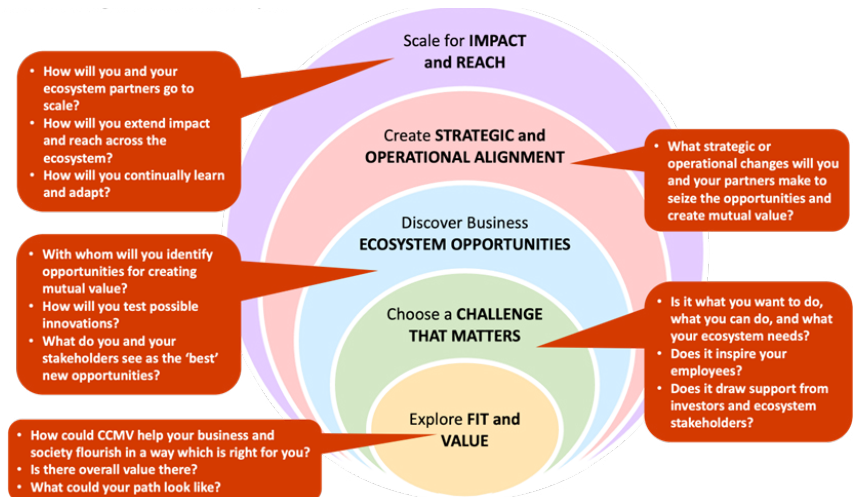 Scale for IMPACT
and REACH
• How will you and your
ecosystem partners go to
scale?
• How will you extend impact
and reach across the
ecosystem?
• How will you continually learn
and adapt?
Create STRATEGIC and
OPERATIONAL ALIGNMENT
• What strategic or
operational changes will you
and your partners make to
seize the opportunities and
create mutual value?
Discover Business
ECOSYSTEM OPPORTUNITIES
• With whom will you identify
opportunities for creating
mutual value?
• How will you test possible
innovations?
• What do you and your
stakeholders see as the ‘best’
new opportunities?
Choose a CHALLENGE
THAT MATTERS
• Is it what you want to do,
what you can do, and what
your ecosystem needs?
• Does it inspire your
employees?
• Does it draw support from
investors and ecosystem
stakeholders?
Explore FIT and
VALUE
• How could CCMV help your business and
society flourish in a way which is right for you?
• Is there overall value there?
• What could your path look like?